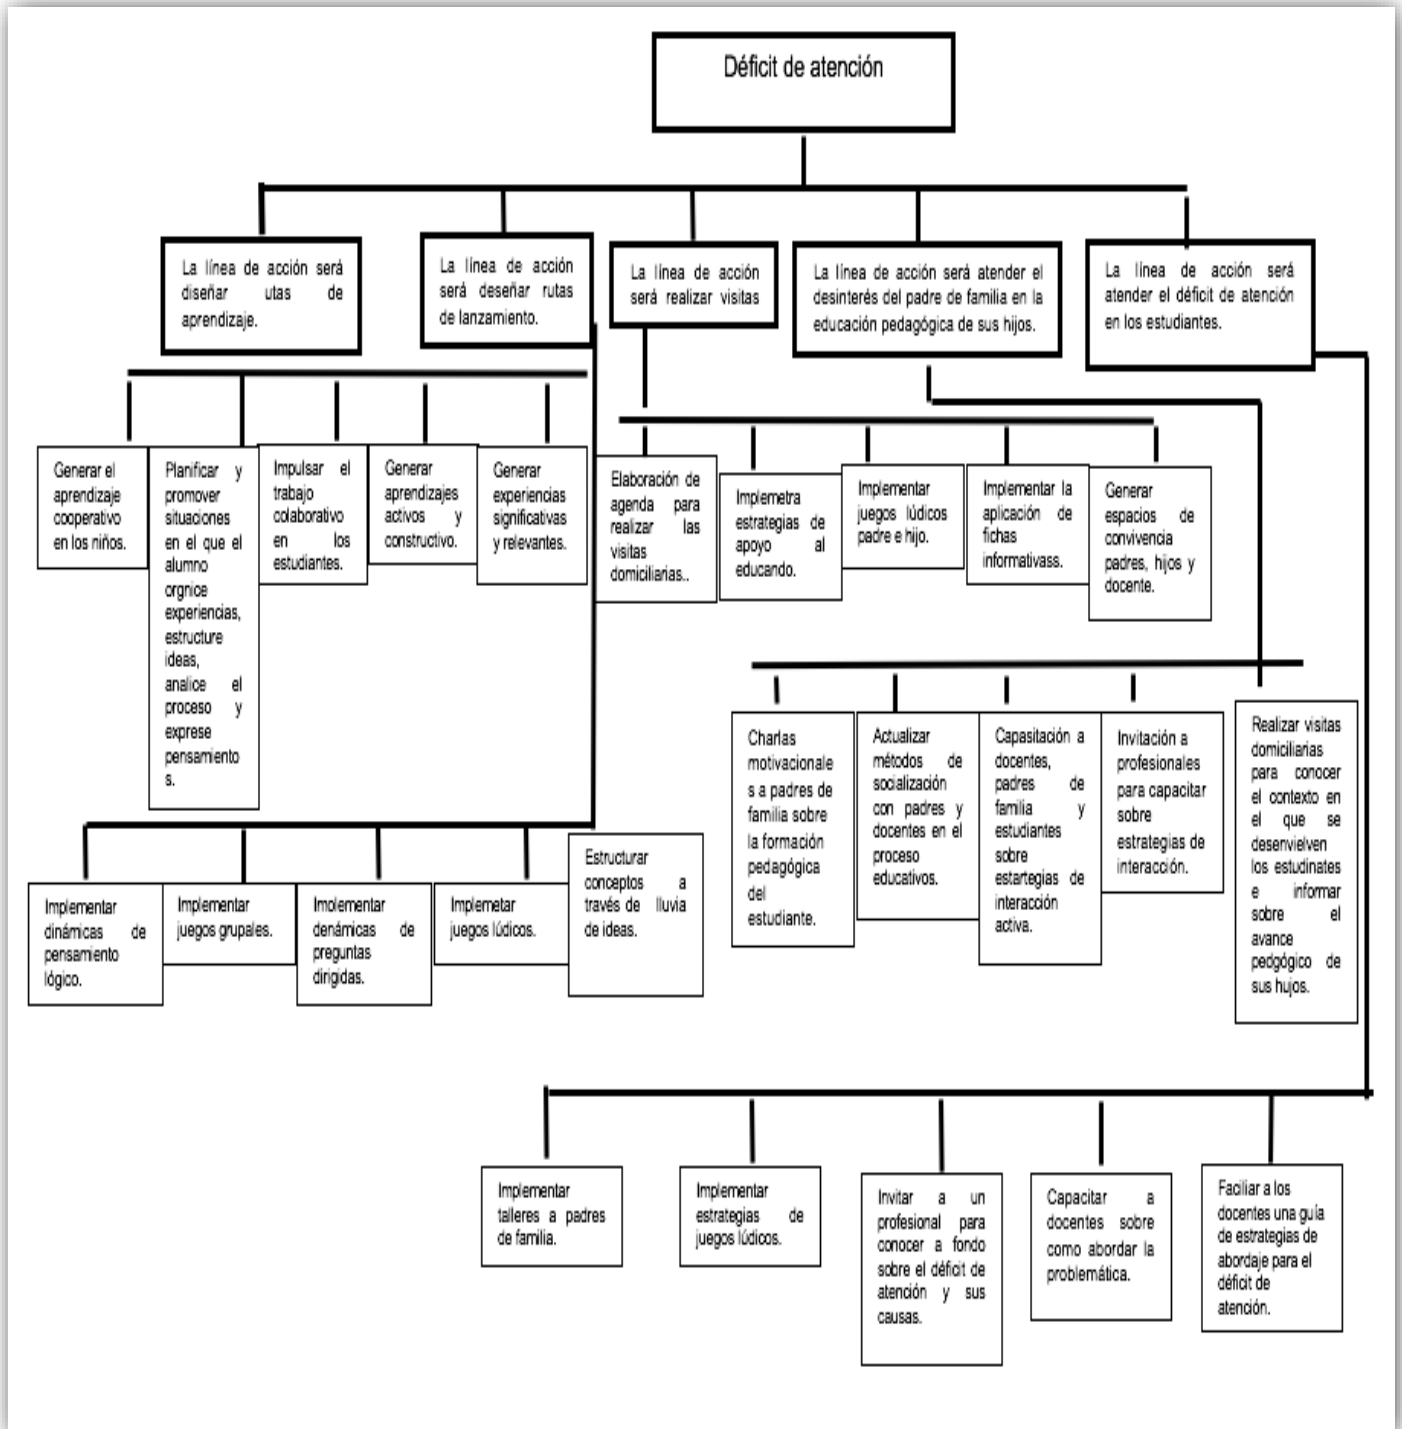 Déficit de atención
La línea de acción será
diseñar utas de
aprendizaje.
La línea de acción
será deseñar rutas
de lanzamiento.
La línea de acción
será realizar visitas
La línea de acción será atender el
desinterés del padre de familia en la
educación pedagógica de sus hijos.
La línea de acción será
atender el déficit de atención
en los estudiantes.
Generar el
aprendizaje
cooperativo
en los niños.
Planificar y
promover
situaciones
en el que el
alumno
orgnice
experiencias,
estructure
ideas,
analice el
proceso y
exprese
pensamiento
s.
Impulsar el
trabajo
colaborativo
en los
estudiantes.
Generar
aprendizajes
activos y
constructivo.
Generar
experiencias
significativas
y relevantes.
Elaboración de
agenda para
realizar las
visitas
domiciliarias..
Implemetra
estrategias de
apoyo al
educando.
Implementar
juegos lúdicos
padre e hijo.
Implementar la
aplicación de
fichas
informativass.
Generar
espacios de
convivencia
padres, hijos y
docente.
Charlas
motivacionale
s a padres de
familia sobre
la formación
pedagógica
del
estudiante.
Actualizar
métodos de
socialización
con padres y
docentes en el
proceso
educativos.
Capasitación a
docentes,
padres de
familia y
estudiantes
sobre
estartegias de
interacción
activa.
Invitación a
profesionales
para capacitar
sobre
estrategias de
interacción.
Realizar visitas
domiciliarias
para conocer
el contexto en
el que se
desenvielven
los estudinates
e informar
sobre el
avance
pedgógico de
sus hujos.
Implementar
dinámicas de
pensamiento
lógico.
Implementar
juegos grupales.
Implementar
denámicas de
preguntas
dirigidas.
Implemetar
juegos lúdicos.
Estructurar
conceptos a
través de lluvia
de ideas.
Implementar
talleres a padres
de familia.
Implementar
estrategias de
juegos lúdicos.
Invitar a un
profesional para
conocer a fondo
sobre el déficit de
atención y sus
causas.
Capacitar a
docentes sobre
como abordar la
problemática.
Faciliar a los
docentes una guía
de estrategias de
abordaje para el
déficit de
atención.